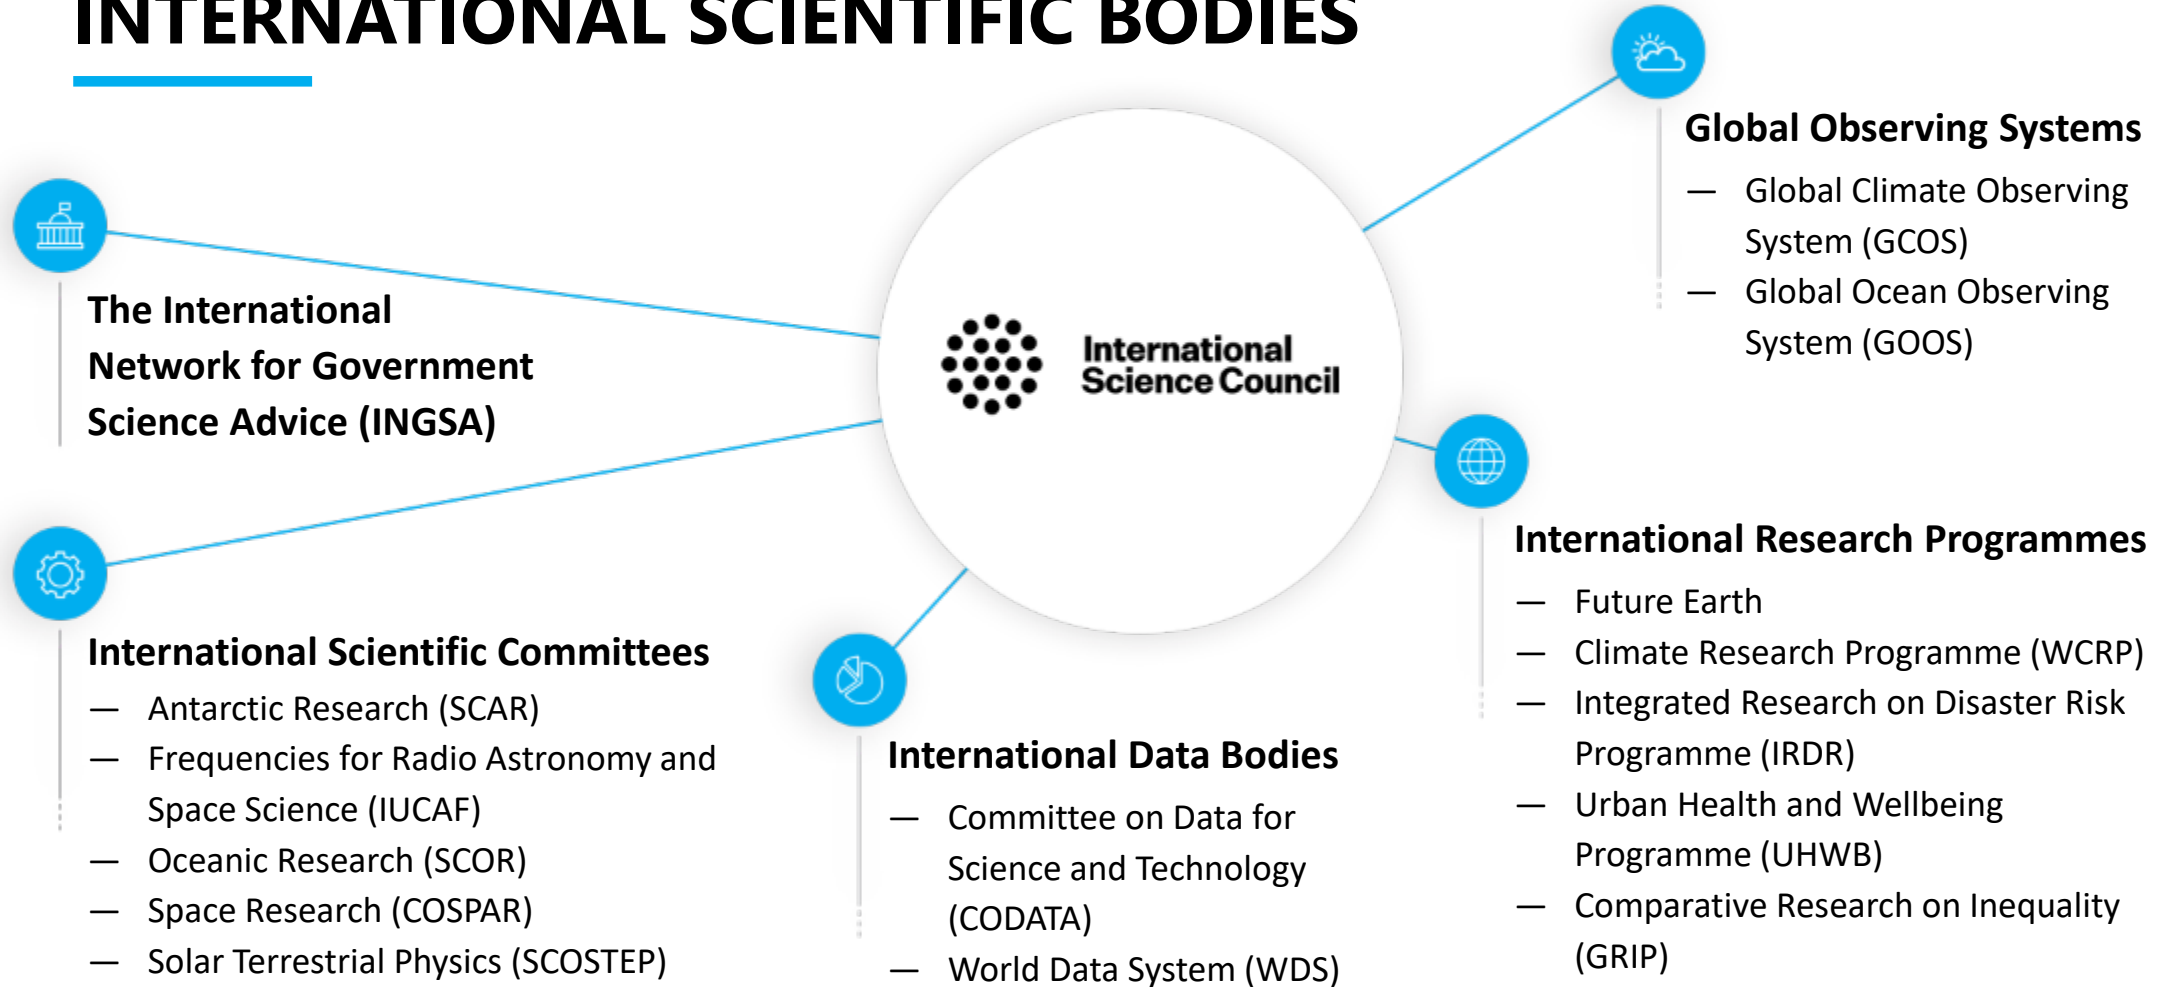 INTERNATIONAL SCIENTIFIC BODIES
The International
Network for Government
Science Advice (INGSA)
International Scientific Committees
— Antarctic Research (SCAR)
— Frequencies for Radio Astronomy and
Space Science (IUCAF)
— Oceanic Research (SCOR)
— Space Research (COSPAR)
— Solar Terrestrial Physics (SCOSTEP)
International
Science Council
International Data Bodies
— Committee on Data for
Science and Technology
(CODATA)
— World Data System (WDS)
Global Observing Systems
— Global Climate Observing
System (GCOS)
— Global Ocean Observing
System (GOOS)
International Research Programmes
— Future Earth
— Climate Research Programme (WCRP)
— Integrated Research on Disaster Risk
Programme (IRDR)
— Urban Health and Wellbeing
Programme (UHWB)
— Comparative Research on Inequality
(GRIP)